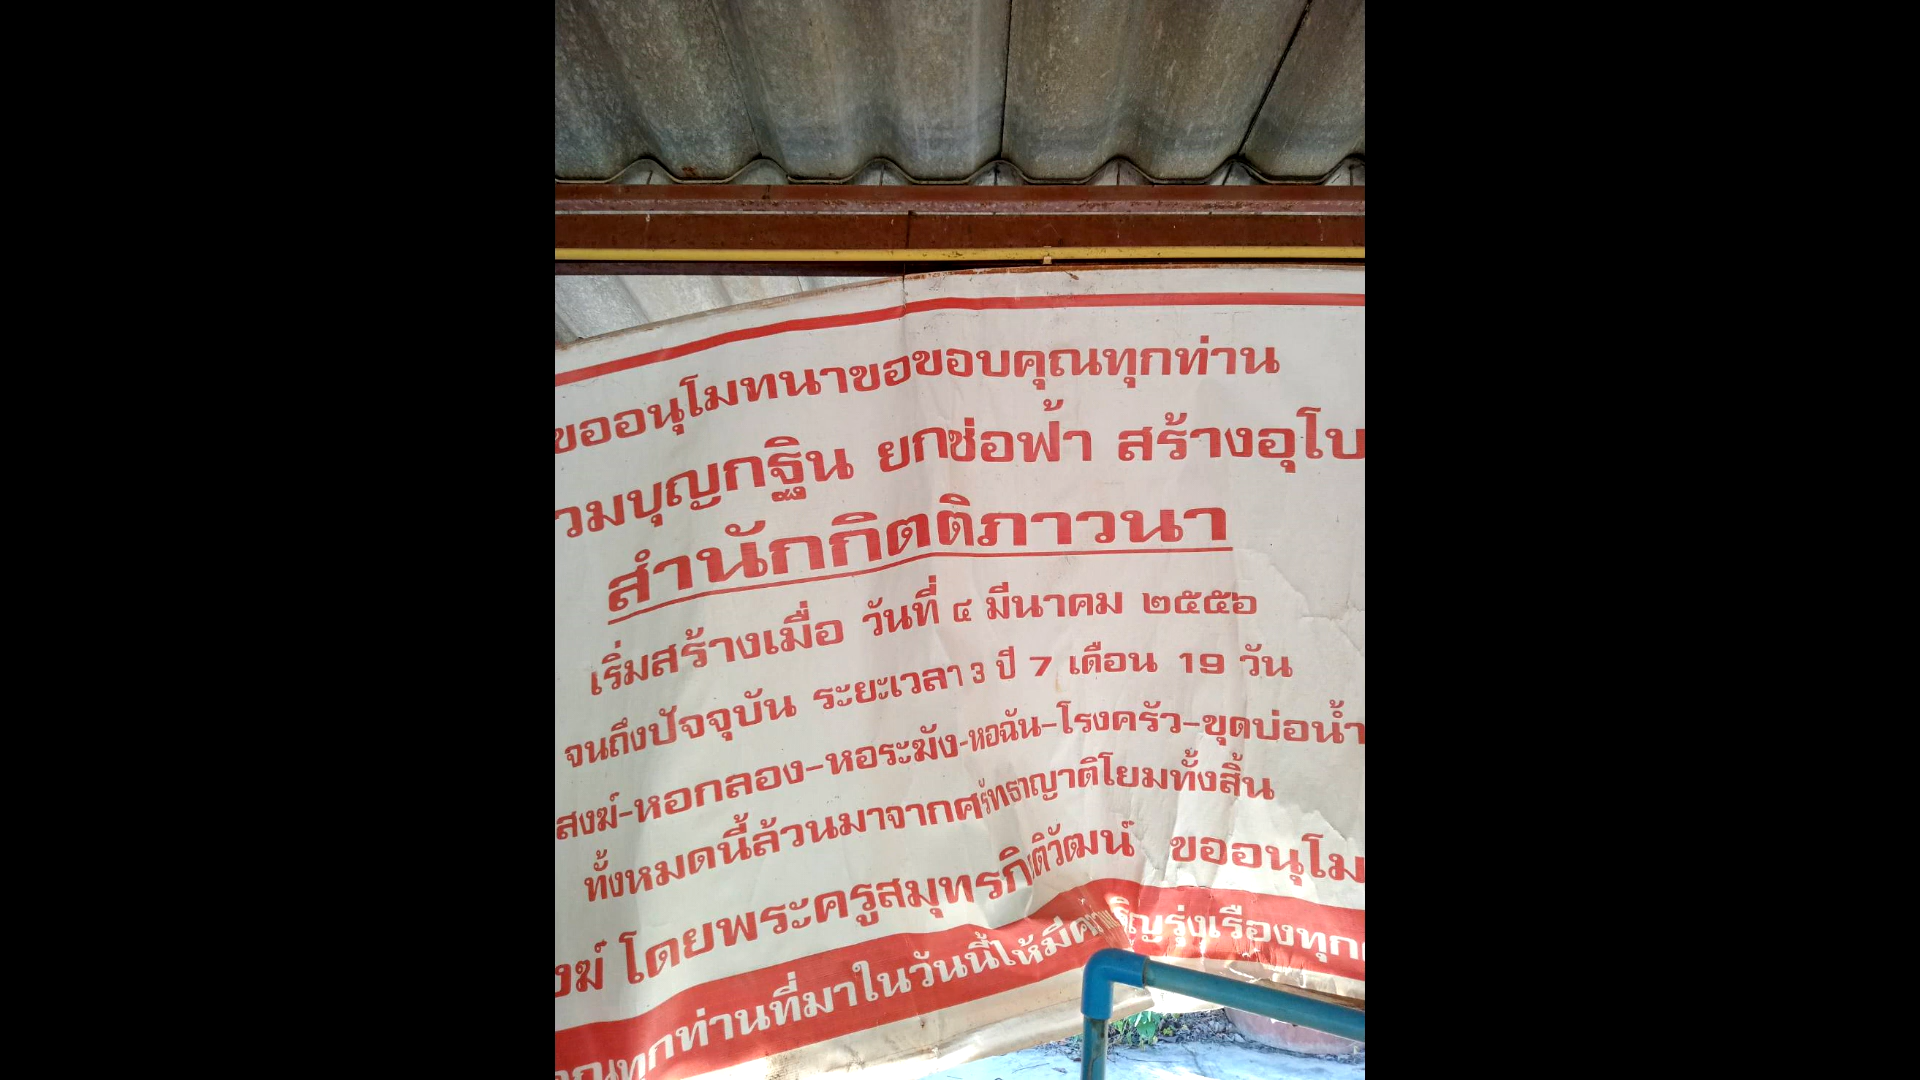 ขออนุโมทนาขอขอบคุณทุกท่าน
วมบุญกฐิน ยกช่อฟ้า สร้างอุโบ
สำนักกิตติภาวนา
เริ่มสร้างเมื่อ วันที่ ๔ มีนาคม ๒๕๕๖
จนถึงปัจจุบัน ระยะเวลา 3 ปี 7 เดือน 19 วัน
สงฆ์-หอกลอง-หอระฆัง-หอฉัน-โรงครัว-ขุดบ่อน้ำ
ทั้งหมดนี้ล้วนมาจากศรัทธาญาติโยมทั้งสิ้น
งฆ์ โดยพระครูสมุทรกิตติวัฒน์ ขออนุโม
ทุกท่านที่มาในวันนี้ให้มีความเจริญรุ่งเรืองทุก